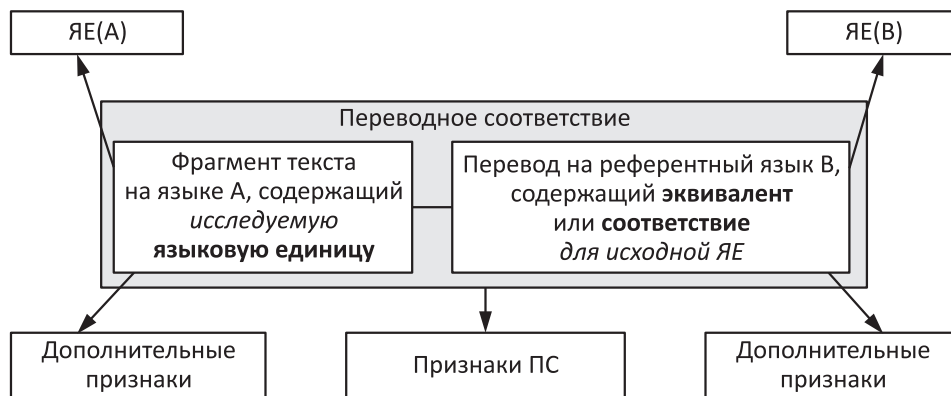 ЯЕ(A)
ЯЕ(B)
Переводное соответствие
Фрагмент текста
на языке A, содержащий
исследуемую
языковую единицу
Перевод на референтный язык B,
содержащий эквивалент
или соответствие
для исходной ЯЕ
Дополнительные
признаки
Признаки ПС
Дополнительные
признаки